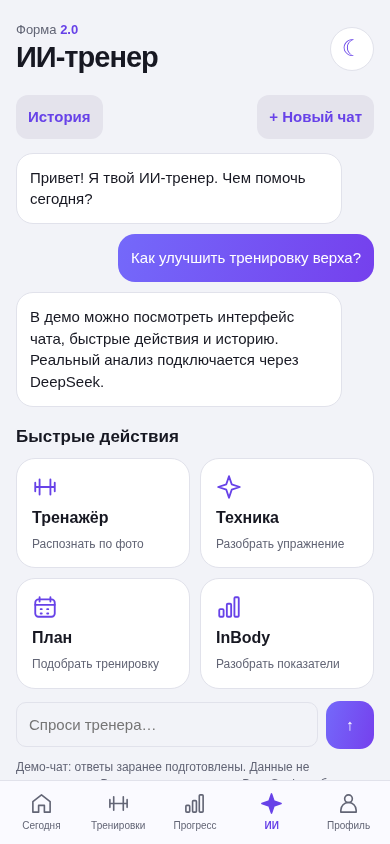 Форма 2.0
ИИ-тренер
История
+ Новый чат
Привет! Я твой ИИ-тренер. Чем помочь
сегодня?
Как улучшить тренировку верха?
В демо можно посмотреть интерфейс
чата, быстрые действия и историю.
Реальный анализ подключается через
DeepSeek.
Быстрые действия
Тренажёр
Распознать по фото
Техника
Разобрать упражнение
План
Подобрать тренировку
InBody
Разобрать показатели
Спроси тренера…
↑
Демо-чат: ответы заранее подготовлены. Данные не
Сегодня
Тренировки
Прогресс
ИИ
Профиль